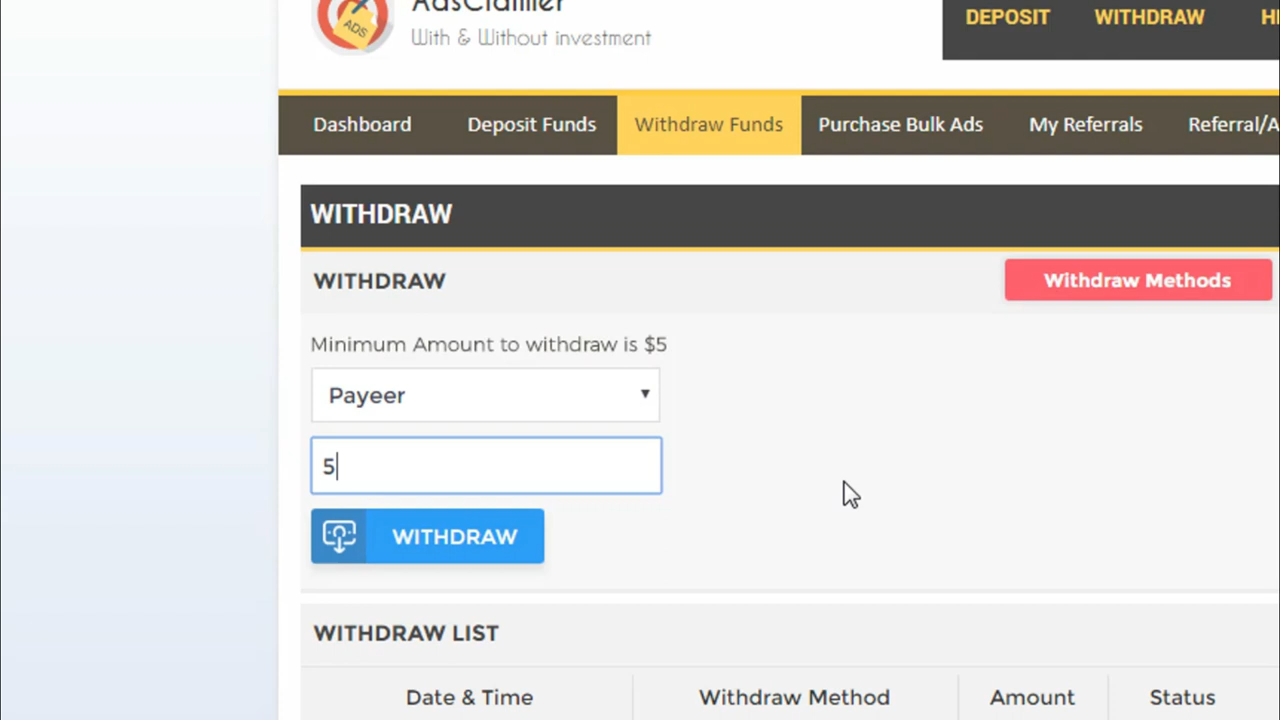 ADS
With & Without investment
DEPOSIT WITHDRAW
Dashboard Deposit Funds Withdraw Funds Purchase Bulk Ads My Referrals Referral/A
WITHDRAW
WITHDRAW Withdraw Methods
Minimum Amount to withdraw is $5
Payeer
5
WITHDRAW
WITHDRAW LIST
Date & Time Withdraw Method Amount Status